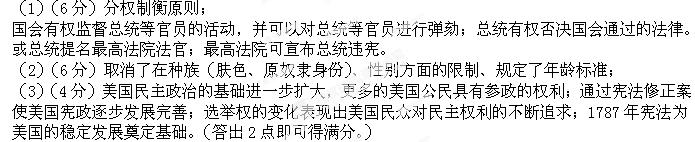 （1）（6分）分权制衡原则；
国会有权监督总统等官员的活动，并可以对总统等官员进行弹劾；总统有权否决国会通过的法律。
或总统提名最高法院法官；最高法院可宣布总统违宪。
（2）（6分）取消了在种族（肤色、原奴隶身份）、性别方面的限制、规定了年龄标准；
（3）（4分）美国民主政治的基础进一步扩大，更多的美国公民具有参政的权利；通过宪法修正案
使美国宪政逐步发展完善；选举权的变化表现出美国民众对民主权利的不断追求；1787年宪法为
美国的稳定发展奠定基础。（答出2点即可得满分。）